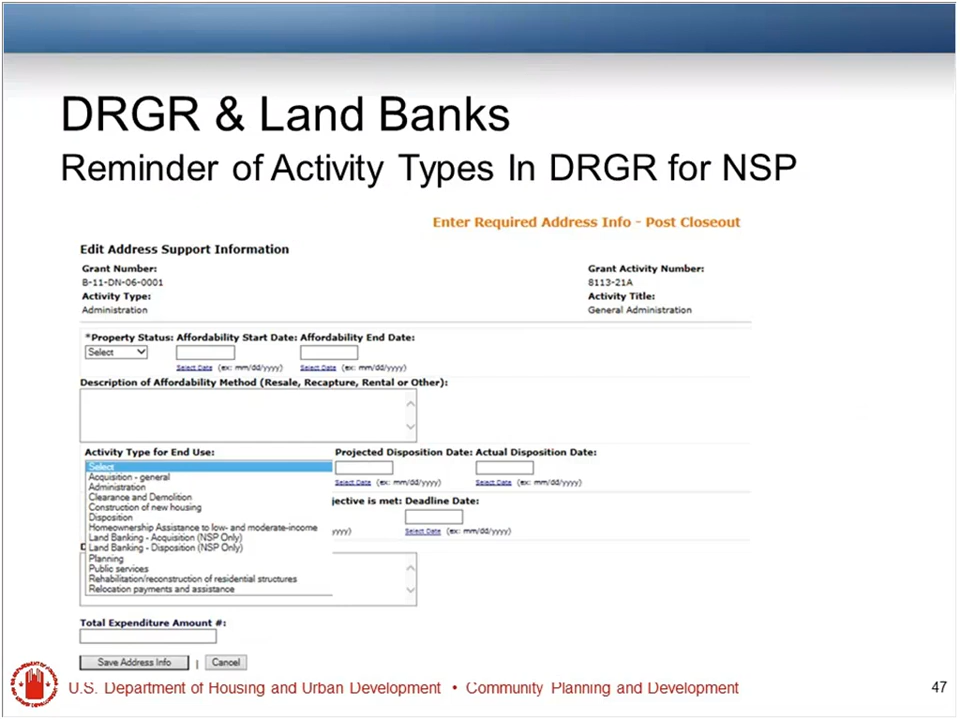 DRGR & Land Banks
Reminder of Activity Types In DRGR for NSP
Enter Required Address Info - Post Closeout
Edit Address Support Information
Grant Number:
B-11-DN-06-0001
Activity Type:
Administration
Grant Activity Number:
8113-21A
Activity Title:
General Administration
*Property Status: Affordability Start Date: Affordability End Date:
Select
Select Date (ex: mm/dd/yyyy) Select Date (ex: mm/dd/yyyy)
Description of Affordability Method (Resale, Recapture, Rental or Other):
Activity Type for End Use: Projected Disposition Date: Actual Disposition Date:
Select
Select Date (ex: mm/dd/yyyy) Select Date (ex: mm/dd/yyyy)
Acquisition - general
Administration
Clearance and Demolition
jective is met: Deadline Date:
Construction of new housing
Disposition
Homeownership Assistance to low- and moderate-income
yyyy) Select Date (ex: mm/dd/yyyy)
Land Banking - Acquisition (NSP Only)
Land Banking - Disposition (NSP Only)
Planning
Public services
Rehabilitation/reconstruction of residential structures
Relocation payments and assistance
Total Expenditure Amount #:
Save Address Info | Cancel
U.S. Department of Housing and Urban Development • Community Planning and Development
47